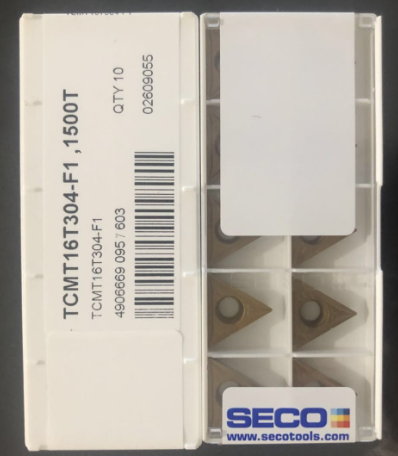 TCMT16T304-F1 ,1500T
QTY 10
02609055
TCMT16T304-F1
4906669 095 / 603
SECO
www.secotools.com